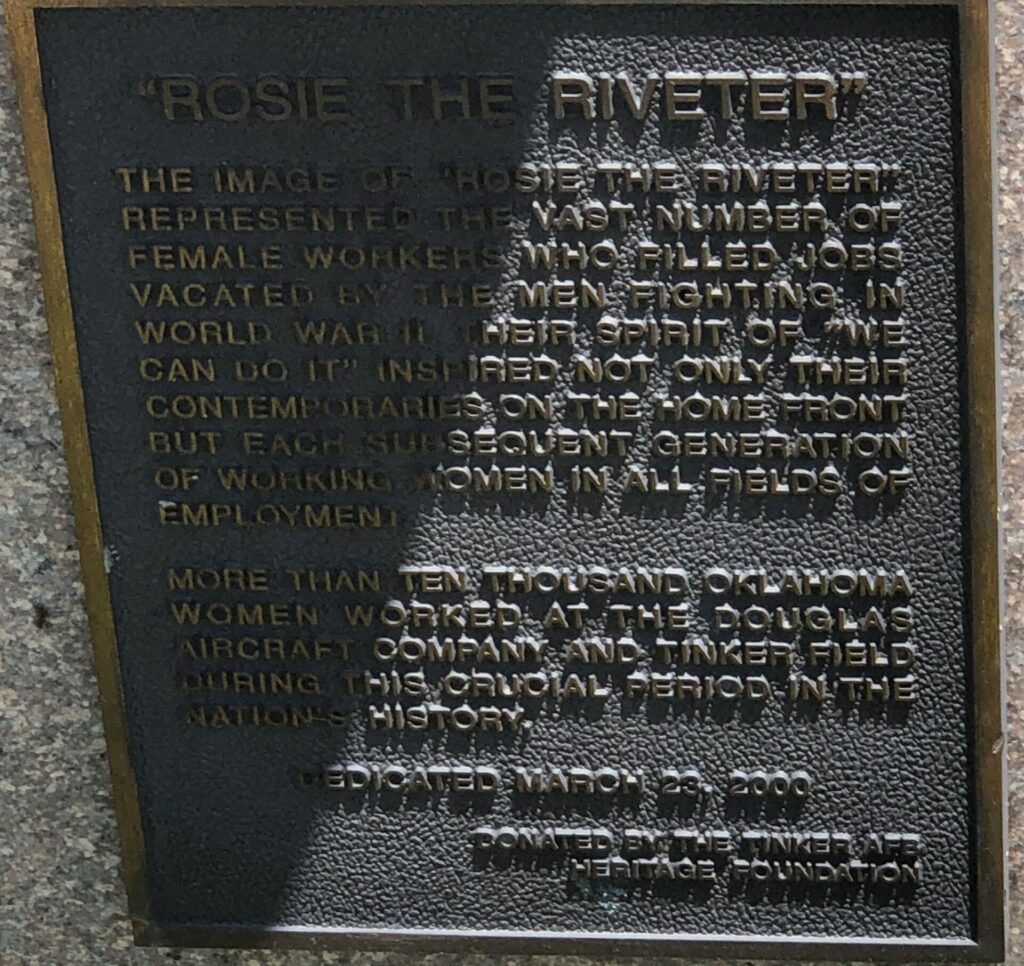 "ROSIE THE RIVETER"
THE IMAGE OF "ROSIE THE RIVETER"
REPRESENTED THE VAST NUMBER OF
FEMALE WORKERS WHO FILLED JOBS
VACATED BY THE MEN FIGHTING IN
WORLD WAR II. THEIR SPIRIT OF "WE
CAN DO IT" INSPIRED NOT ONLY THEIR
CONTEMPORARIES ON THE HOME FRONT
BUT EACH SUBSEQUENT GENERATION
OF WORKING WOMEN IN ALL FIELDS OF
EMPLOYMENT.
MORE THAN TEN THOUSAND OKLAHOMA
WOMEN WORKED AT THE DOUGLAS
AIRCRAFT COMPANY AND TINKER FIELD
DURING THIS CRUCIAL PERIOD IN THE
NATION'S HISTORY.
DEDICATED MARCH 23, 2000
DONATED BY: THE TINKER AFB
HERITAGE FOUNDATION